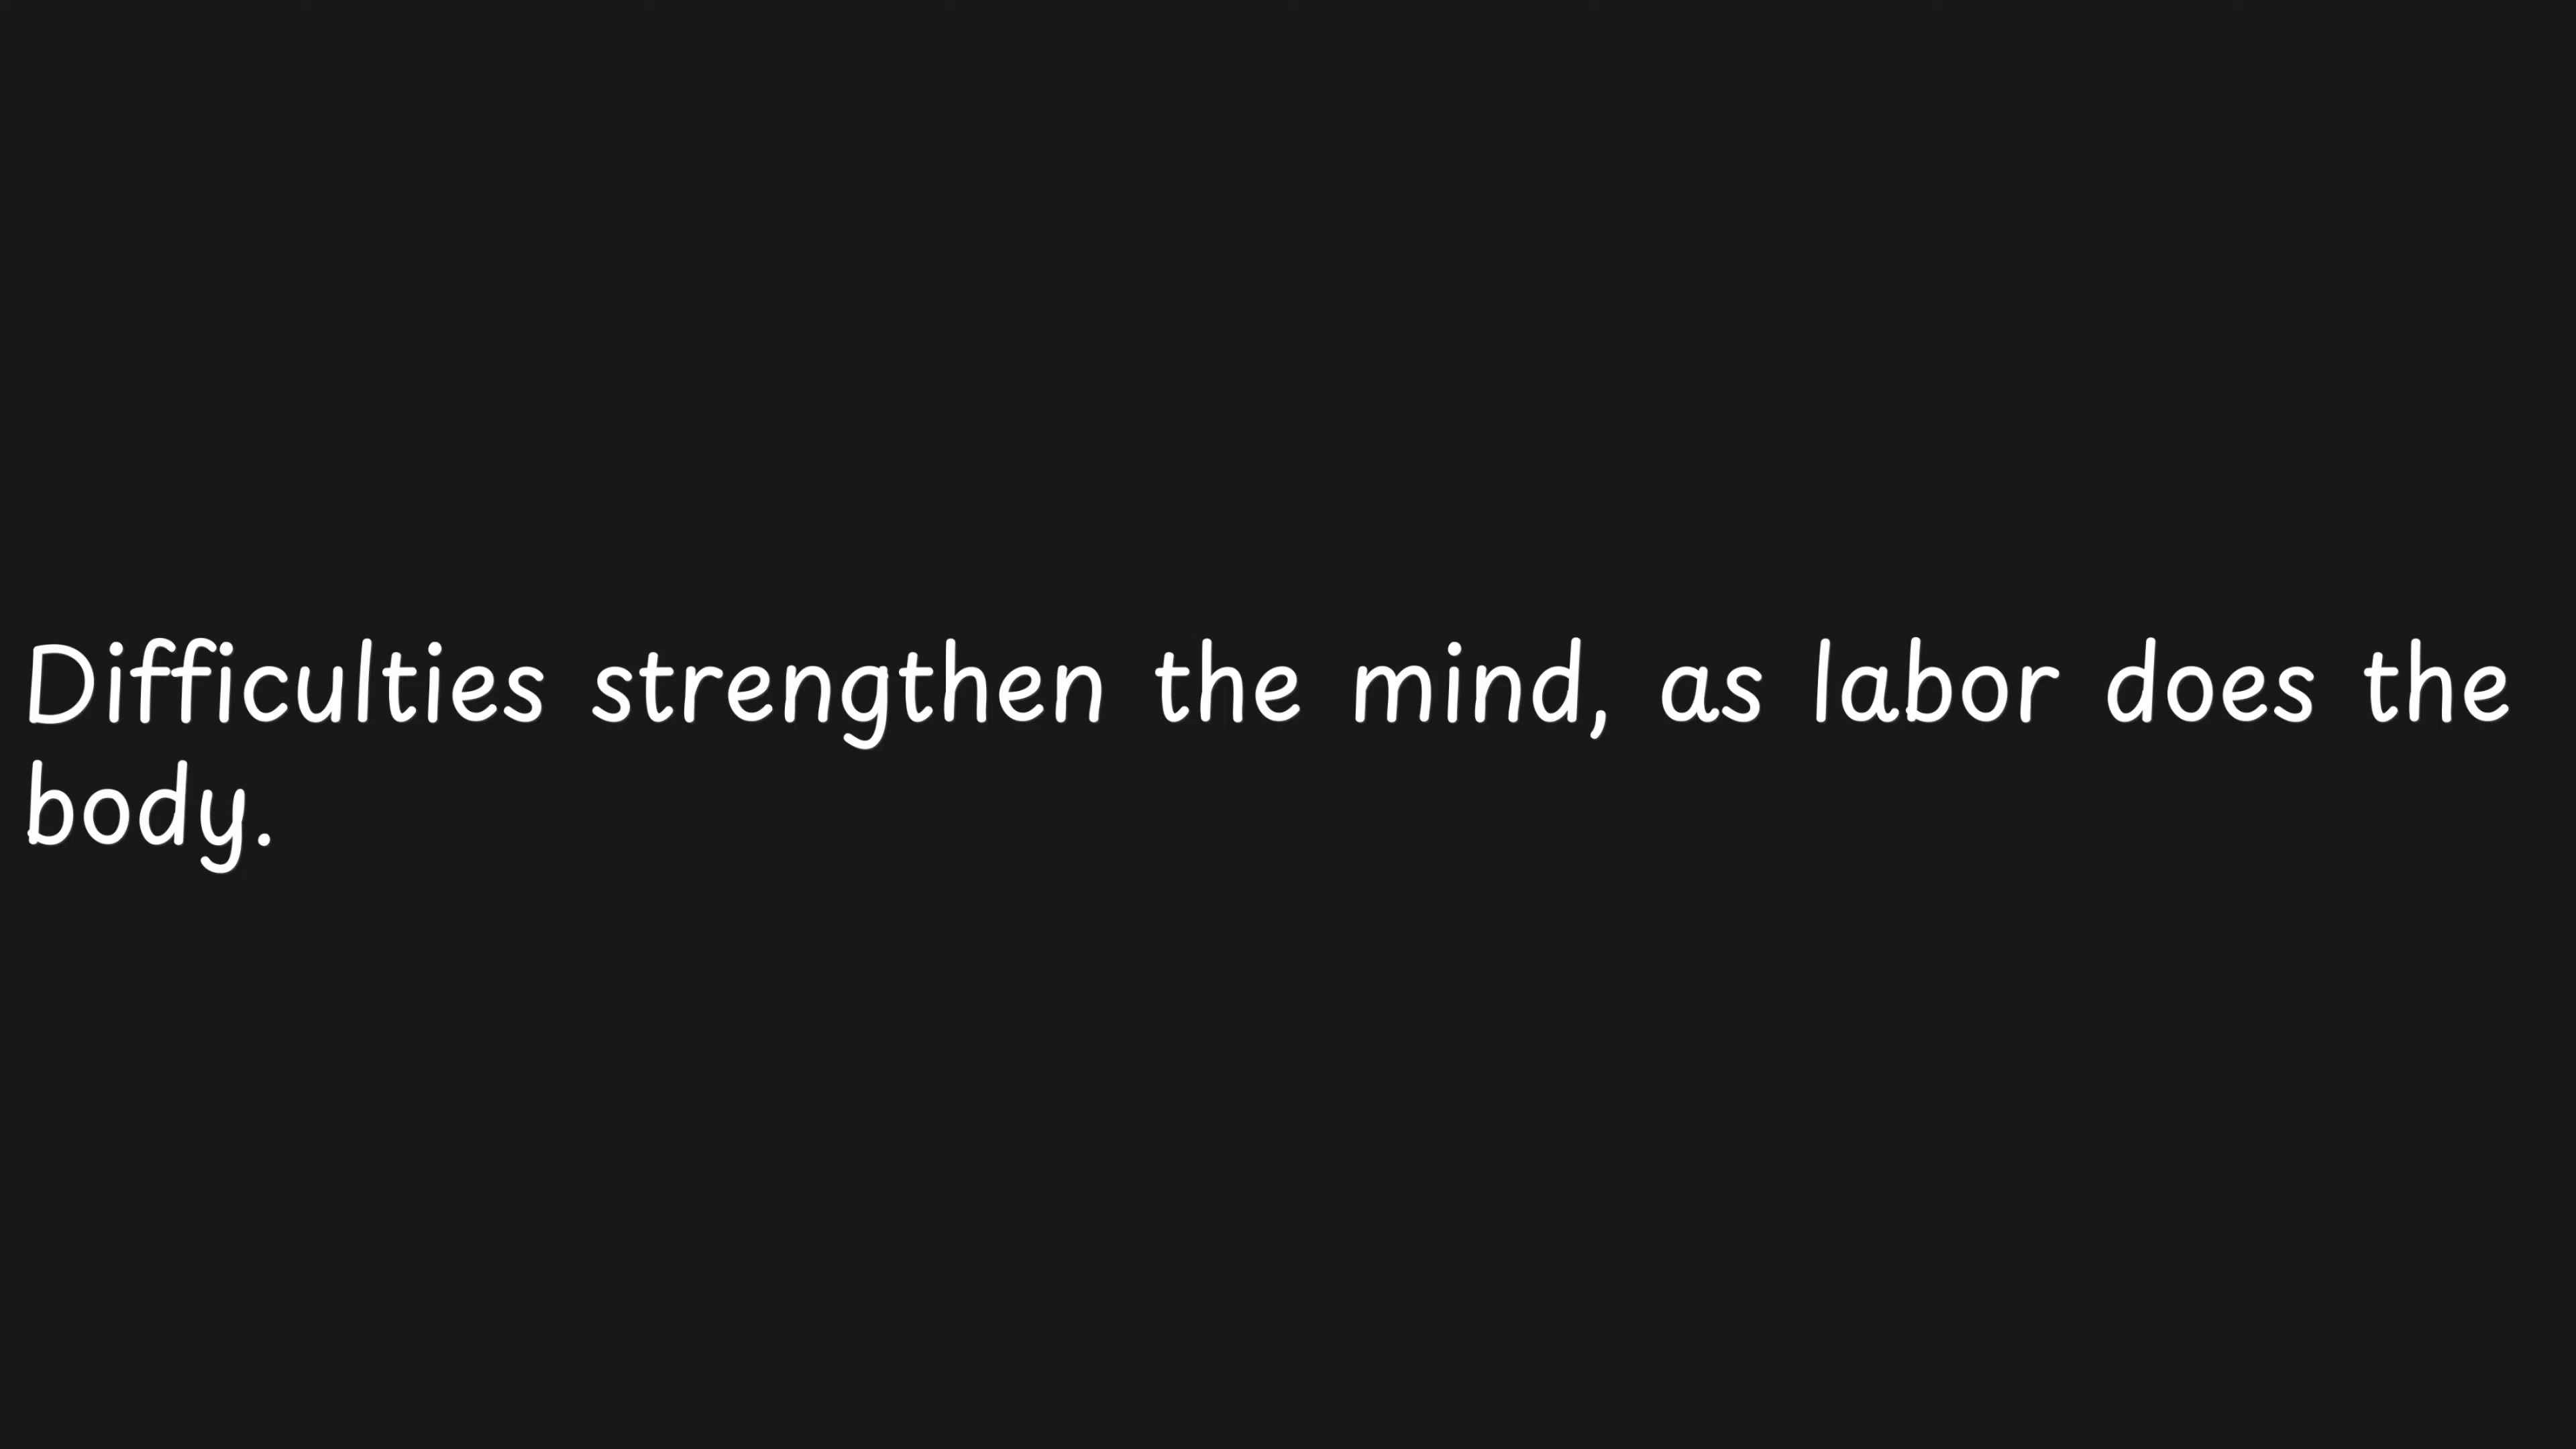 Difficulties strengthen the mind, as labor does the
body.